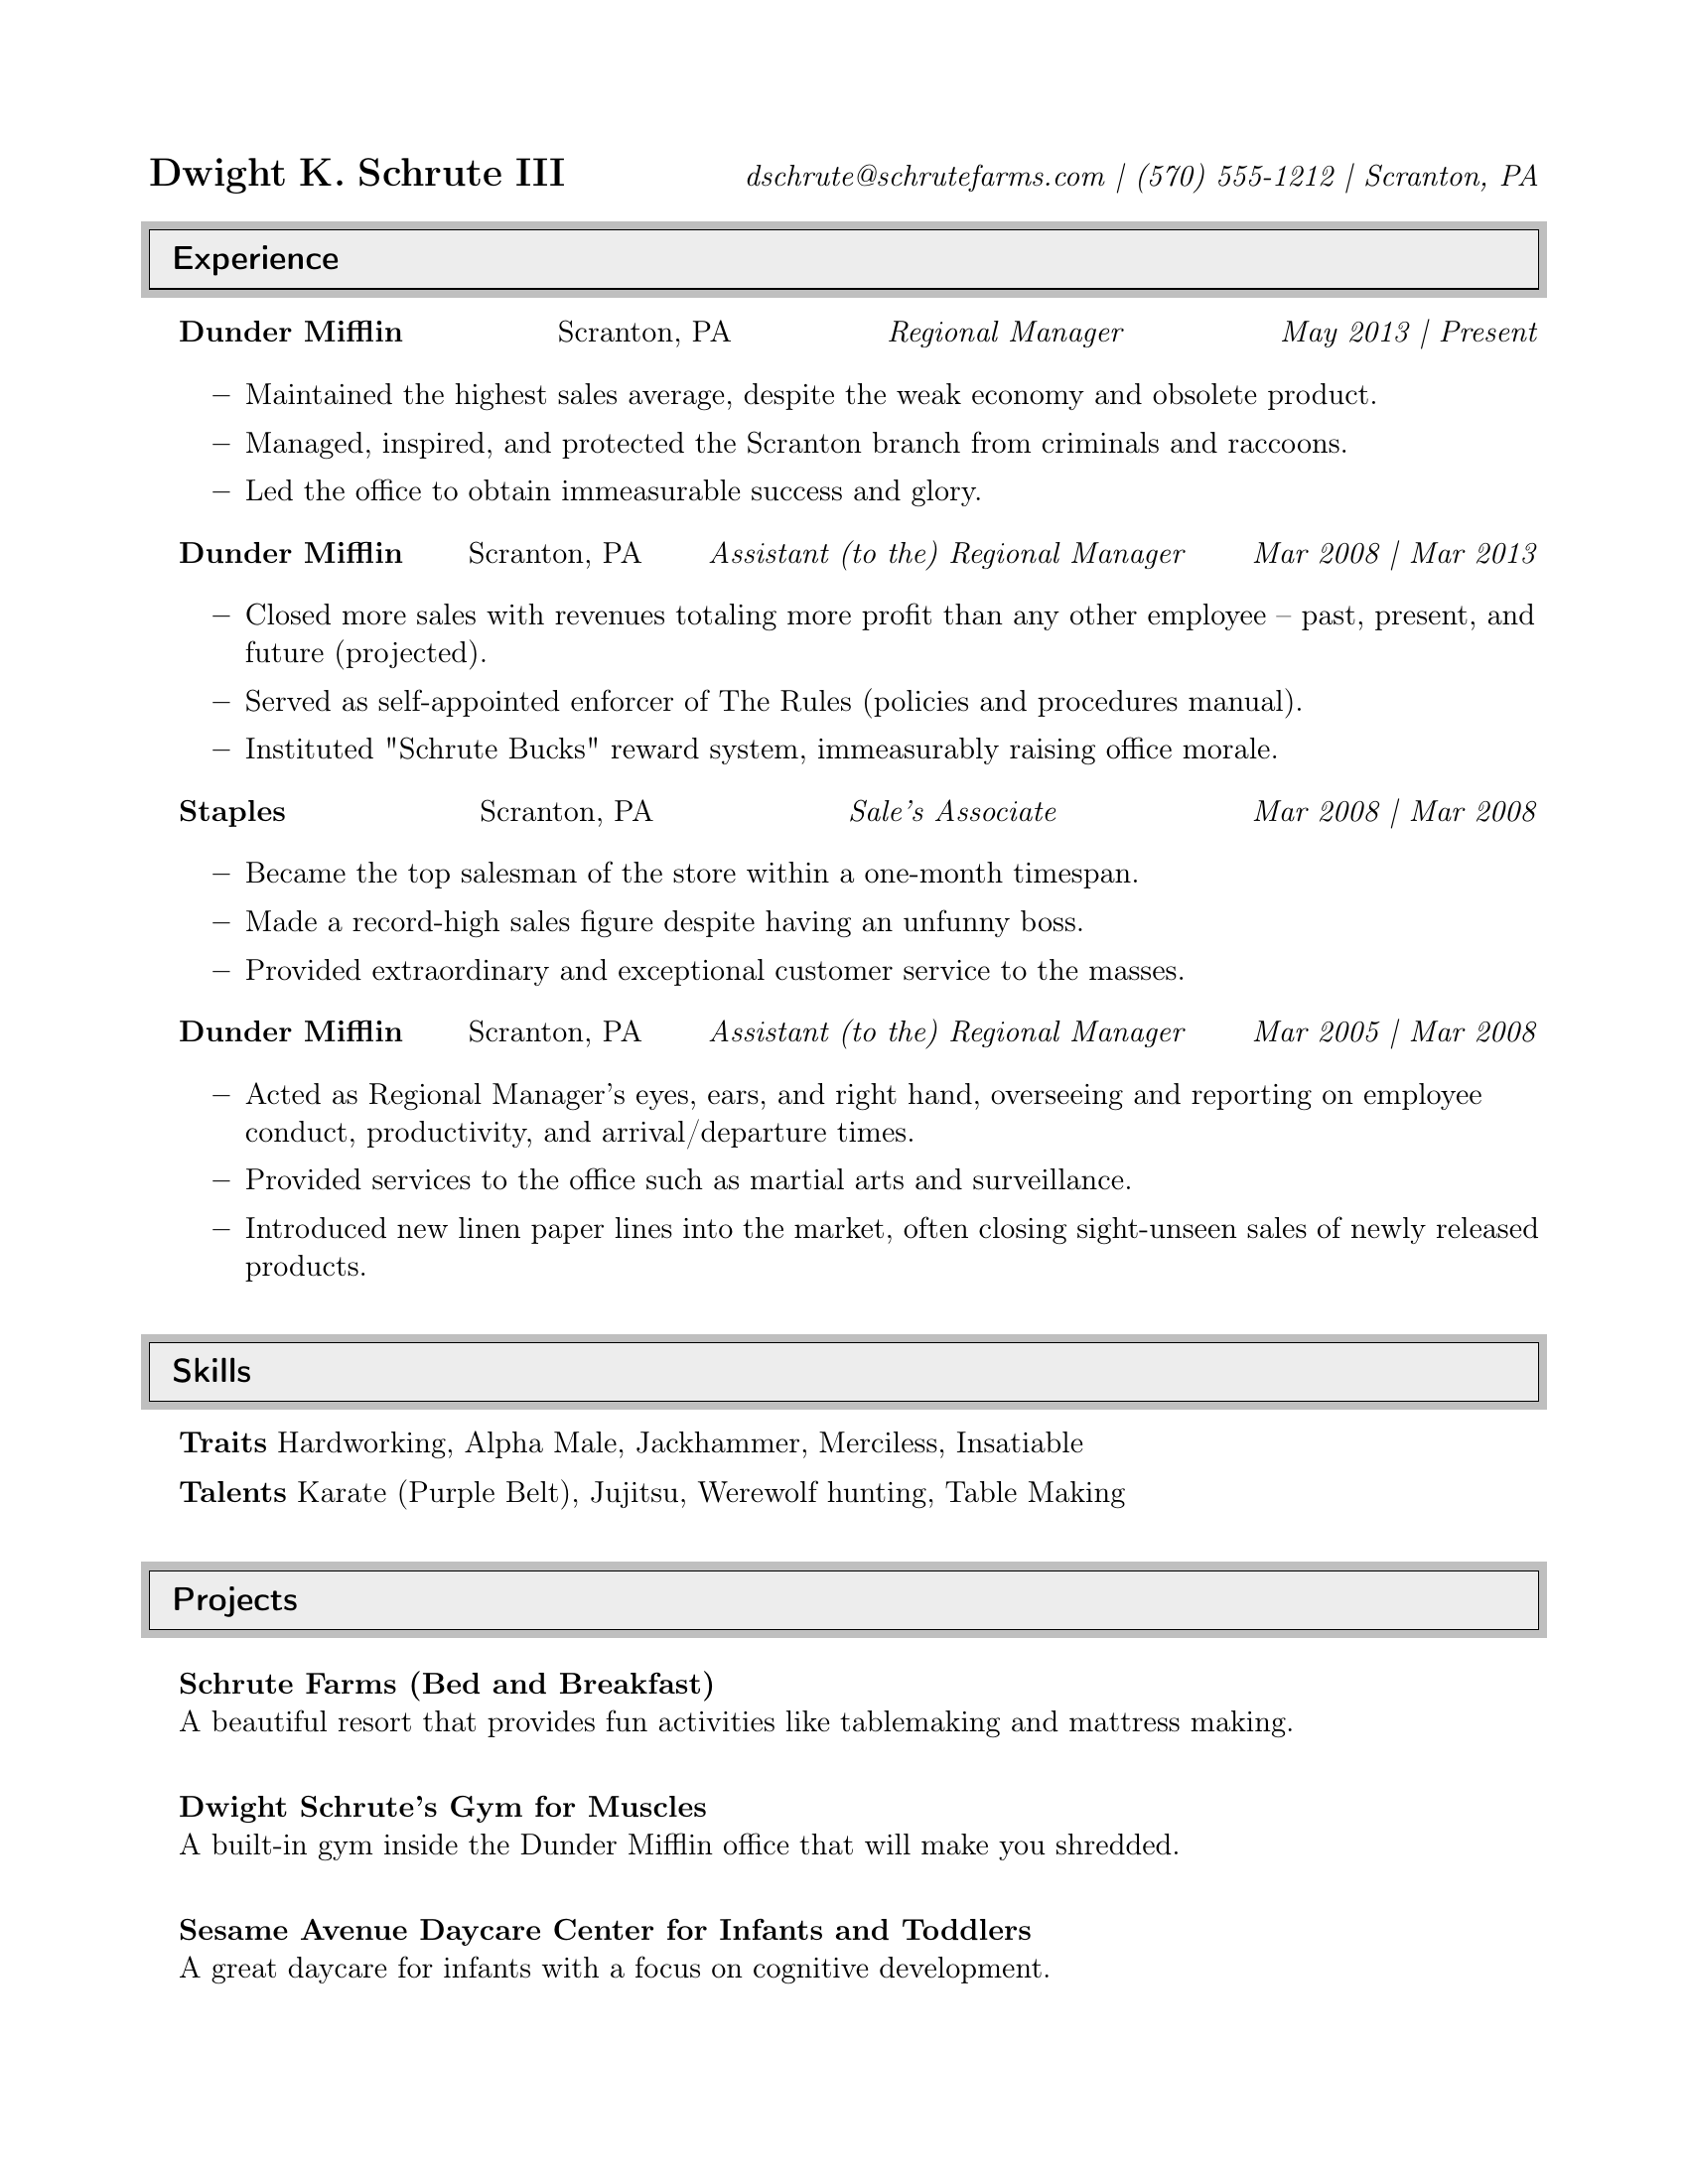 Dwight K. Schrute III dschrute@schrutefarms.com | (570) 555-1212 | Scranton, PA
Experience
Dunder Mifflin Scranton, PA Regional Manager May 2013 | Present
– Maintained the highest sales average, despite the weak economy and obsolete product.
– Managed, inspired, and protected the Scranton branch from criminals and raccoons.
– Led the office to obtain immeasurable success and glory.
Dunder Mifflin Scranton, PA Assistant (to the) Regional Manager Mar 2008 | Mar 2013
– Closed more sales with revenues totaling more profit than any other employee – past, present, and
future (projected).
– Served as self-appointed enforcer of The Rules (policies and procedures manual).
– Instituted "Schrute Bucks" reward system, immeasurably raising office morale.
Staples Scranton, PA Sale's Associate Mar 2008 | Mar 2008
– Became the top salesman of the store within a one-month timespan.
– Made a record-high sales figure despite having an unfunny boss.
– Provided extraordinary and exceptional customer service to the masses.
Dunder Mifflin Scranton, PA Assistant (to the) Regional Manager Mar 2005 | Mar 2008
– Acted as Regional Manager's eyes, ears, and right hand, overseeing and reporting on employee
conduct, productivity, and arrival/departure times.
– Provided services to the office such as martial arts and surveillance.
– Introduced new linen paper lines into the market, often closing sight-unseen sales of newly released
products.
Skills
Traits Hardworking, Alpha Male, Jackhammer, Merciless, Insatiable
Talents Karate (Purple Belt), Jujitsu, Werewolf hunting, Table Making
Projects
Schrute Farms (Bed and Breakfast)
A beautiful resort that provides fun activities like tablemaking and mattress making.
Dwight Schrute's Gym for Muscles
A built-in gym inside the Dunder Mifflin office that will make you shredded.
Sesame Avenue Daycare Center for Infants and Toddlers
A great daycare for infants with a focus on cognitive development.